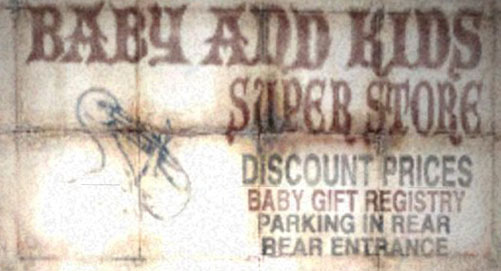 BABY AND KIDS
SUPER STORE
DISCOUNT PRICES
BABY GIFT REGISTRY
PARKING IN REAR
REAR ENTRANCE